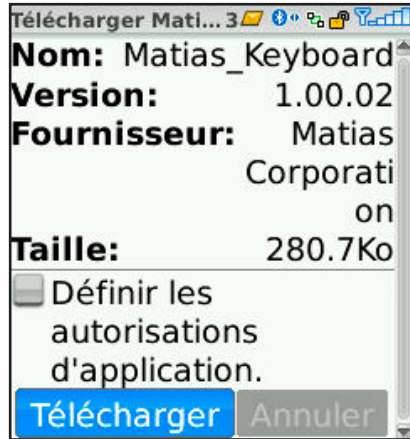 Télécharger Mati... 3
Nom: Matias_Keyboard
Version: 1.00.02
Fournisseur: Matias
Corporati
on
Taille: 280.7Ko
Définir les
autorisations
d'application.
Télécharger Annuler